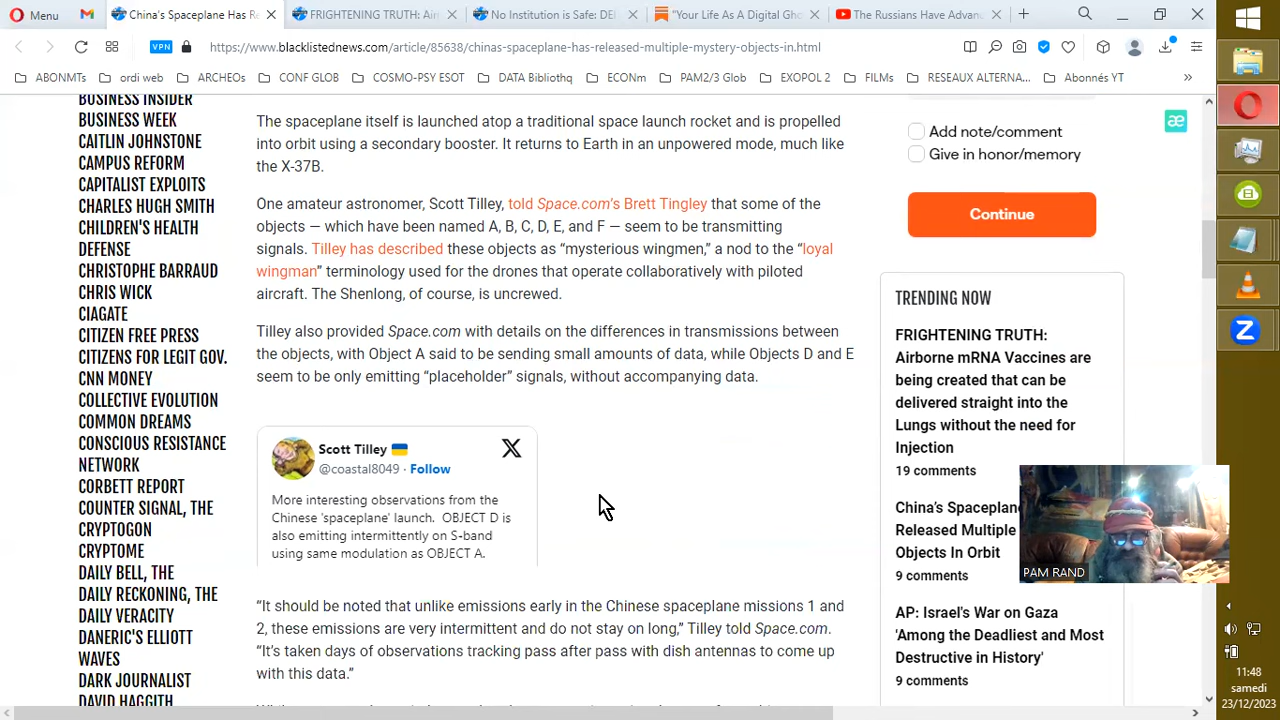 Menu
China's Spaceplane Has Re
FRIGHTENING TRUTH: Air
No Institution is Safe: DEI
"Your Life As A Digital Gho
The Russians Have Advan
VPN
https://www.blacklistednews.com/article/85638/chinas-spaceplane-has-released-multiple-mystery-objects-in.html
ABONMTs
ordi web
ARCHEOs
CONF GLOB
COSMO-PSY ESOT
DATA Bibliothq
ECONm
PAM2/3 Glob
EXOPOL 2
FILMs
RESEAUX ALTERNA...
Abonnés YT
»
BUSINESS INSIDER
BUSINESS WEEK
CAITLIN JOHNSTONE
CAMPUS REFORM
CAPITALIST EXPLOITS
CHARLES HUGH SMITH
CHILDREN'S HEALTH
DEFENSE
CHRISTOPHE BARRAUD
CHRIS WICK
CIAGATE
CITIZEN FREE PRESS
CITIZENS FOR LEGIT GOV.
CNN MONEY
COLLECTIVE EVOLUTION
COMMON DREAMS
CONSCIOUS RESISTANCE
NETWORK
CORBETT REPORT
COUNTER SIGNAL, THE
CRYPTOGON
CRYPTOME
DAILY BELL, THE
DAILY RECKONING, THE
DAILY VERACITY
DANERIC'S ELLIOTT
WAVES
DARK JOURNALIST
DAVID HAGGITH
The spaceplane itself is launched atop a traditional space launch rocket and is propelled
into orbit using a secondary booster. It returns to Earth in an unpowered mode, much like
the X-37B.
One amateur astronomer, Scott Tilley, told Space.com's Brett Tingley that some of the
objects — which have been named A, B, C, D, E, and F — seem to be transmitting
signals. Tilley has described these objects as “mysterious wingmen,” a nod to the “loyal
wingman” terminology used for the drones that operate collaboratively with piloted
aircraft. The Shenlong, of course, is uncrewed.
Tilley also provided Space.com with details on the differences in transmissions between
the objects, with Object A said to be sending small amounts of data, while Objects D and E
seem to be only emitting “placeholder” signals, without accompanying data.
Scott Tilley
@coastal8049 · Follow
More interesting observations from the
Chinese 'spaceplane' launch. OBJECT D is
also emitting intermittently on S-band
using same modulation as OBJECT A.
“It should be noted that unlike emissions early in the Chinese spaceplane missions 1 and
2, these emissions are very intermittent and do not stay on long,” Tilley told Space.com.
“It’s taken days of observations tracking pass after pass with dish antennas to come up
with this data.”
Add note/comment
Give in honor/memory
Continue
æ
TRENDING NOW
FRIGHTENING TRUTH:
Airborne mRNA Vaccines are
being created that can be
delivered straight into the
Lungs without the need for
Injection
19 comments
China's Spaceplane
Released Multiple
Objects In Orbit
9 comments
AP: Israel's War on Gaza
'Among the Deadliest and Most
Destructive in History'
9 comments
PAM RAND
Z
11:48
samedi
23/12/2023